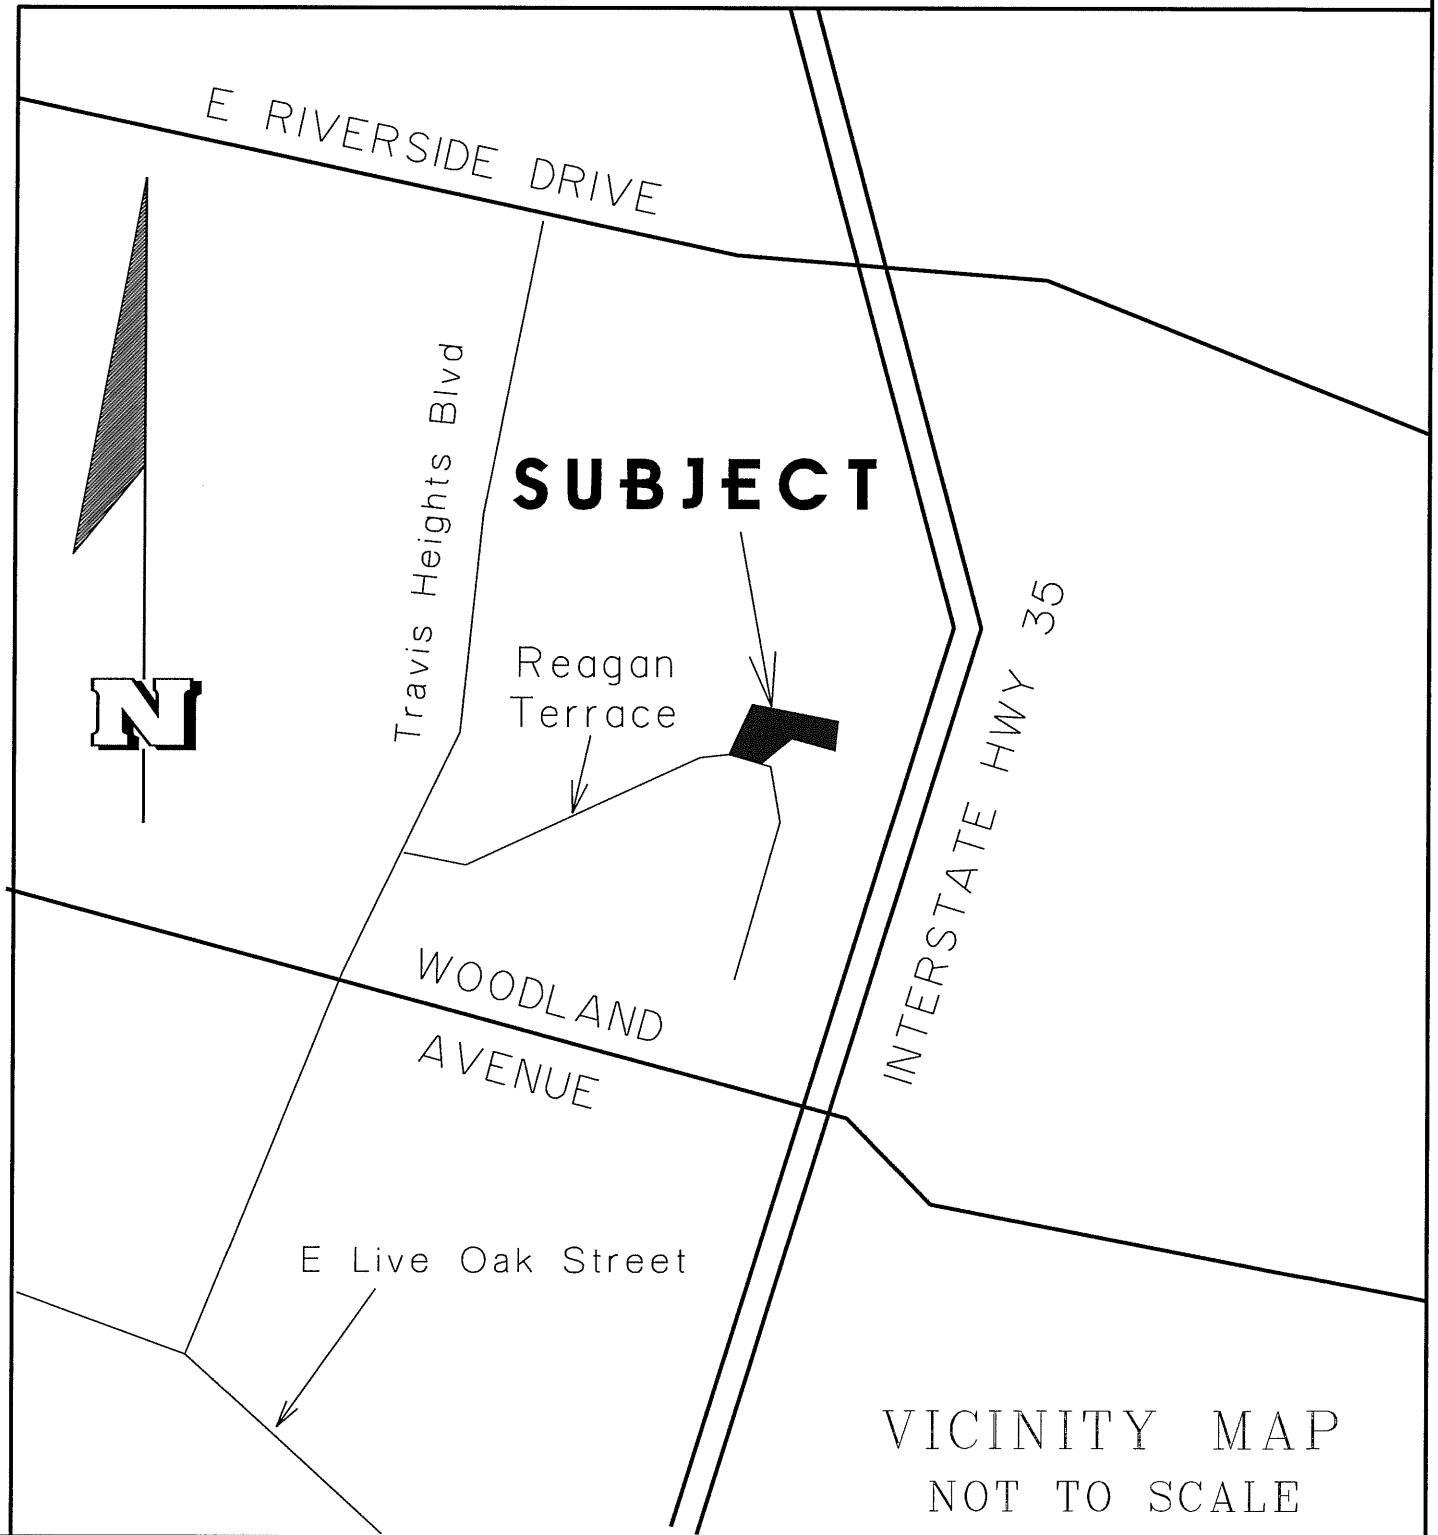 E RIVERSIDE DRIVE
Travis Heights Blvd
SUBJECT
INTERSTATE HWY 35
Reagan
Terrace
N
WOODLAND
AVENUE
E Live Oak Street
VICINITY MAP
NOT TO SCALE